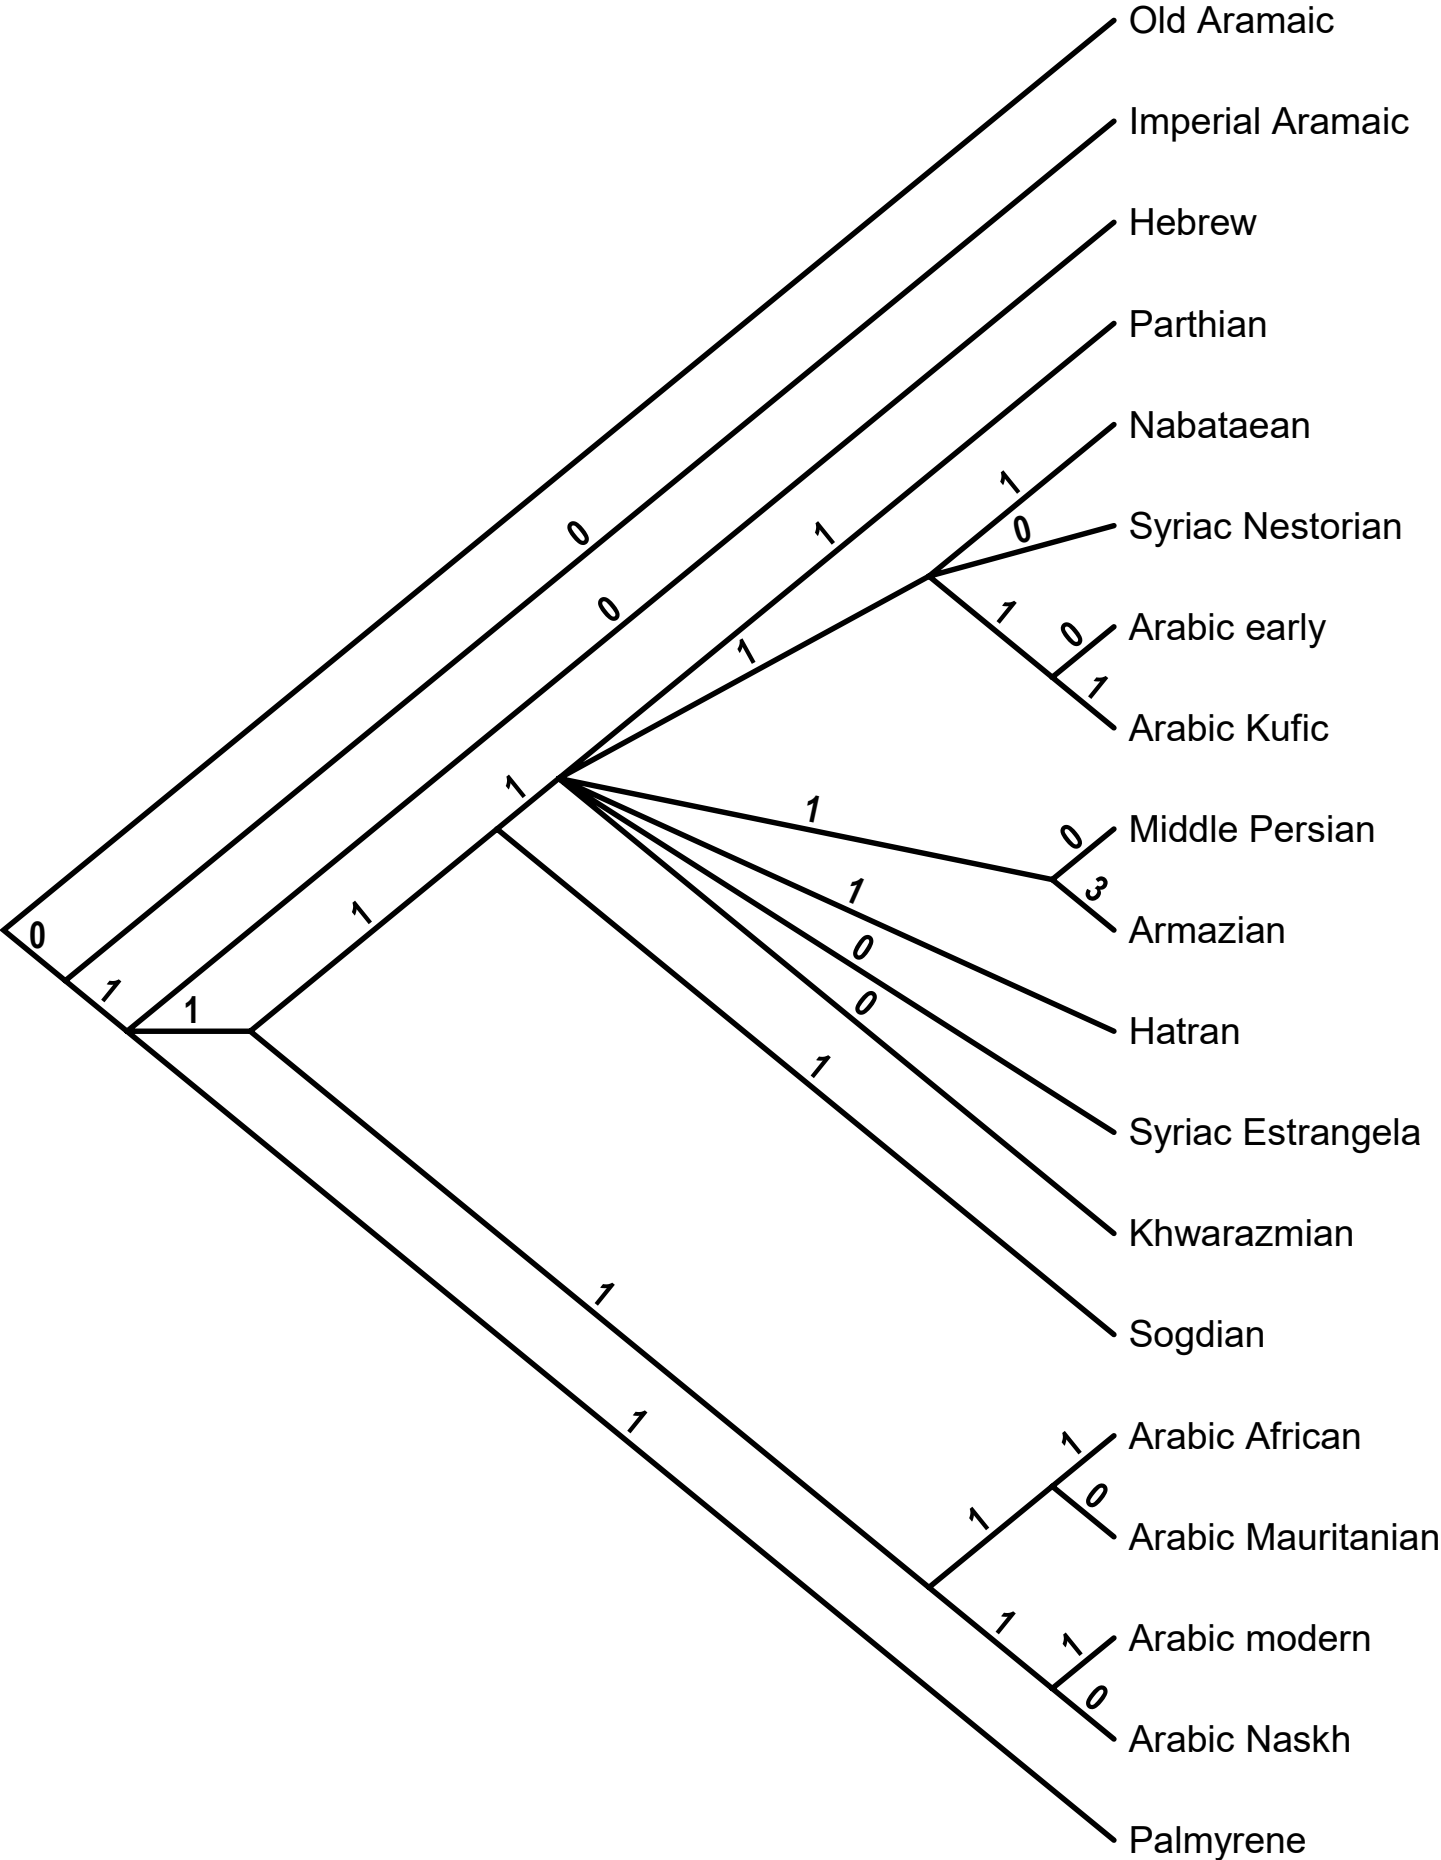 Old Aramaic
Imperial Aramaic
Hebrew
Parthian
Nabataean
1
Syriac Nestorian
0
0
1
0
Arabic early
1
0
1
1
Arabic Kufic
1
1
Middle Persian
0
1
3
1
Armazian
0
1
0
1
1
0
Hatran
1
Syriac Estrangela
Khwarazmian
1
Sogdian
1
Arabic African
1
0
1
Arabic Mauritanian
1
Arabic modern
1
1
0
Arabic Naskh
Palmyrene